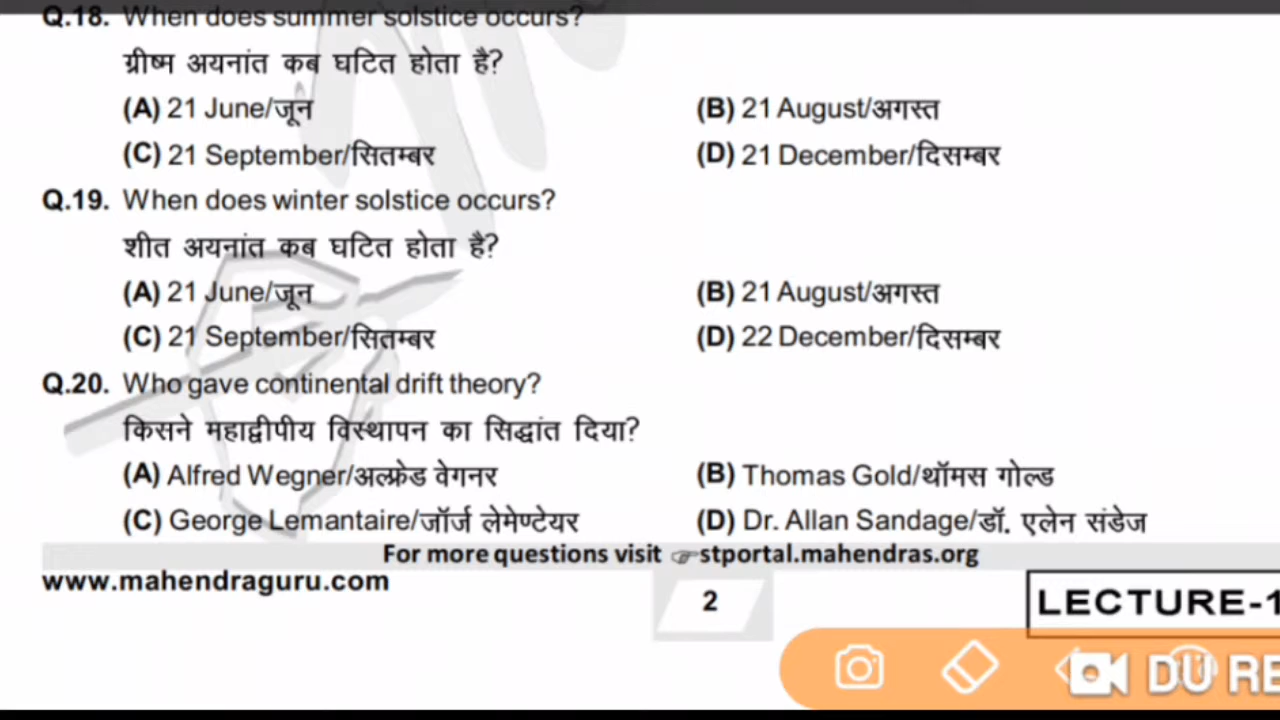 Q.18. When does summer solstice occurs?
ग्रीष्म अयनांत कब घटित होता है?
(A) 21 June/जून (B) 21 August/अगस्त
(C) 21 September/सितम्बर (D) 21 December/दिसम्बर
Q.19. When does winter solstice occurs?
शीत अयनांत कब घटित होता है?
(A) 21 June/जून (B) 21 August/अगस्त
(C) 21 September/सितम्बर (D) 22 December/दिसम्बर
Q.20. Who gave continental drift theory?
किसने महाद्वीपीय विस्थापन का सिद्धांत दिया?
(A) Alfred Wegner/अल्फ्रेड वेगनर (B) Thomas Gold/थॉमस गोल्ड
(C) George Lemantaire/जॉर्ज लेमेण्टेयर (D) Dr. Allan Sandage/डॉ. एलेन संडेज
For more questions visit ☞stportal.mahendras.org
www.mahendraguru.com
2
LECTURE-1
DU RE